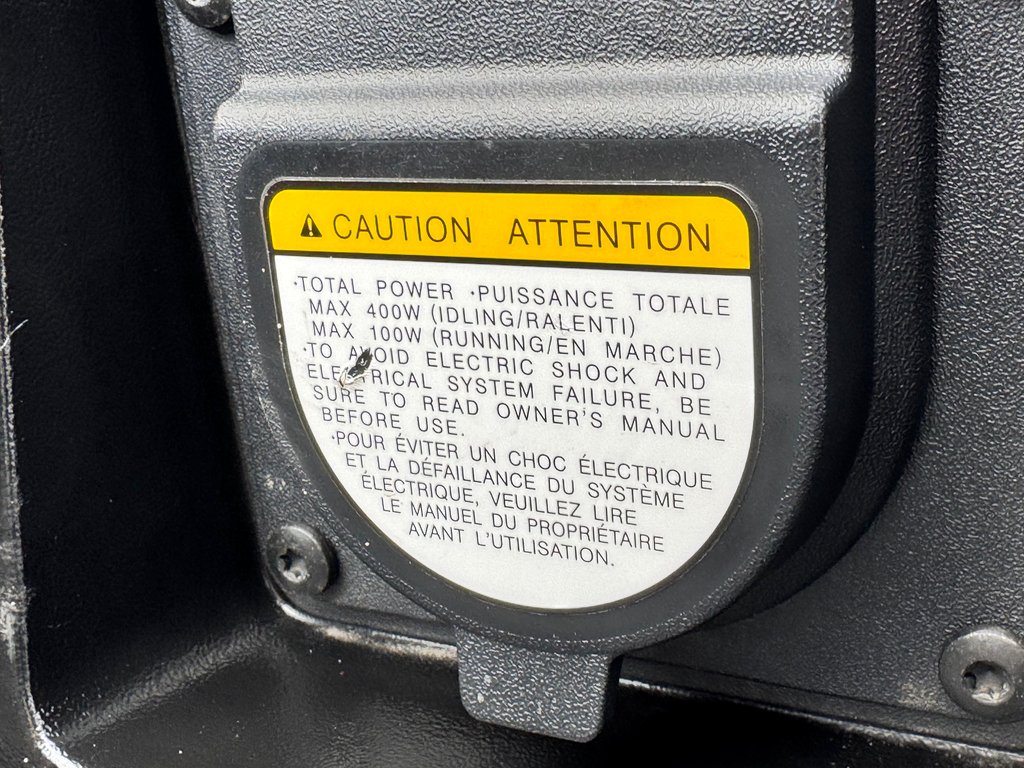 CAUTION ATTENTION
·TOTAL POWER ·PUISSANCE TOTALE
MAX 400W (IDLING/RALENTI)
MAX 100W (RUNNING/EN MARCHE)
·TO AVOID ELECTRIC SHOCK AND
ELECTRICAL SYSTEM FAILURE, BE
SURE TO READ OWNER'S MANUAL
BEFORE USE.
·POUR ÉVITER UN CHOC ÉLECTRIQUE
ET LA DÉFAILLANCE DU SYSTÈME
ÉLECTRIQUE, VEUILLEZ LIRE
LE MANUEL DU PROPRIÉTAIRE
AVANT L'UTILISATION.